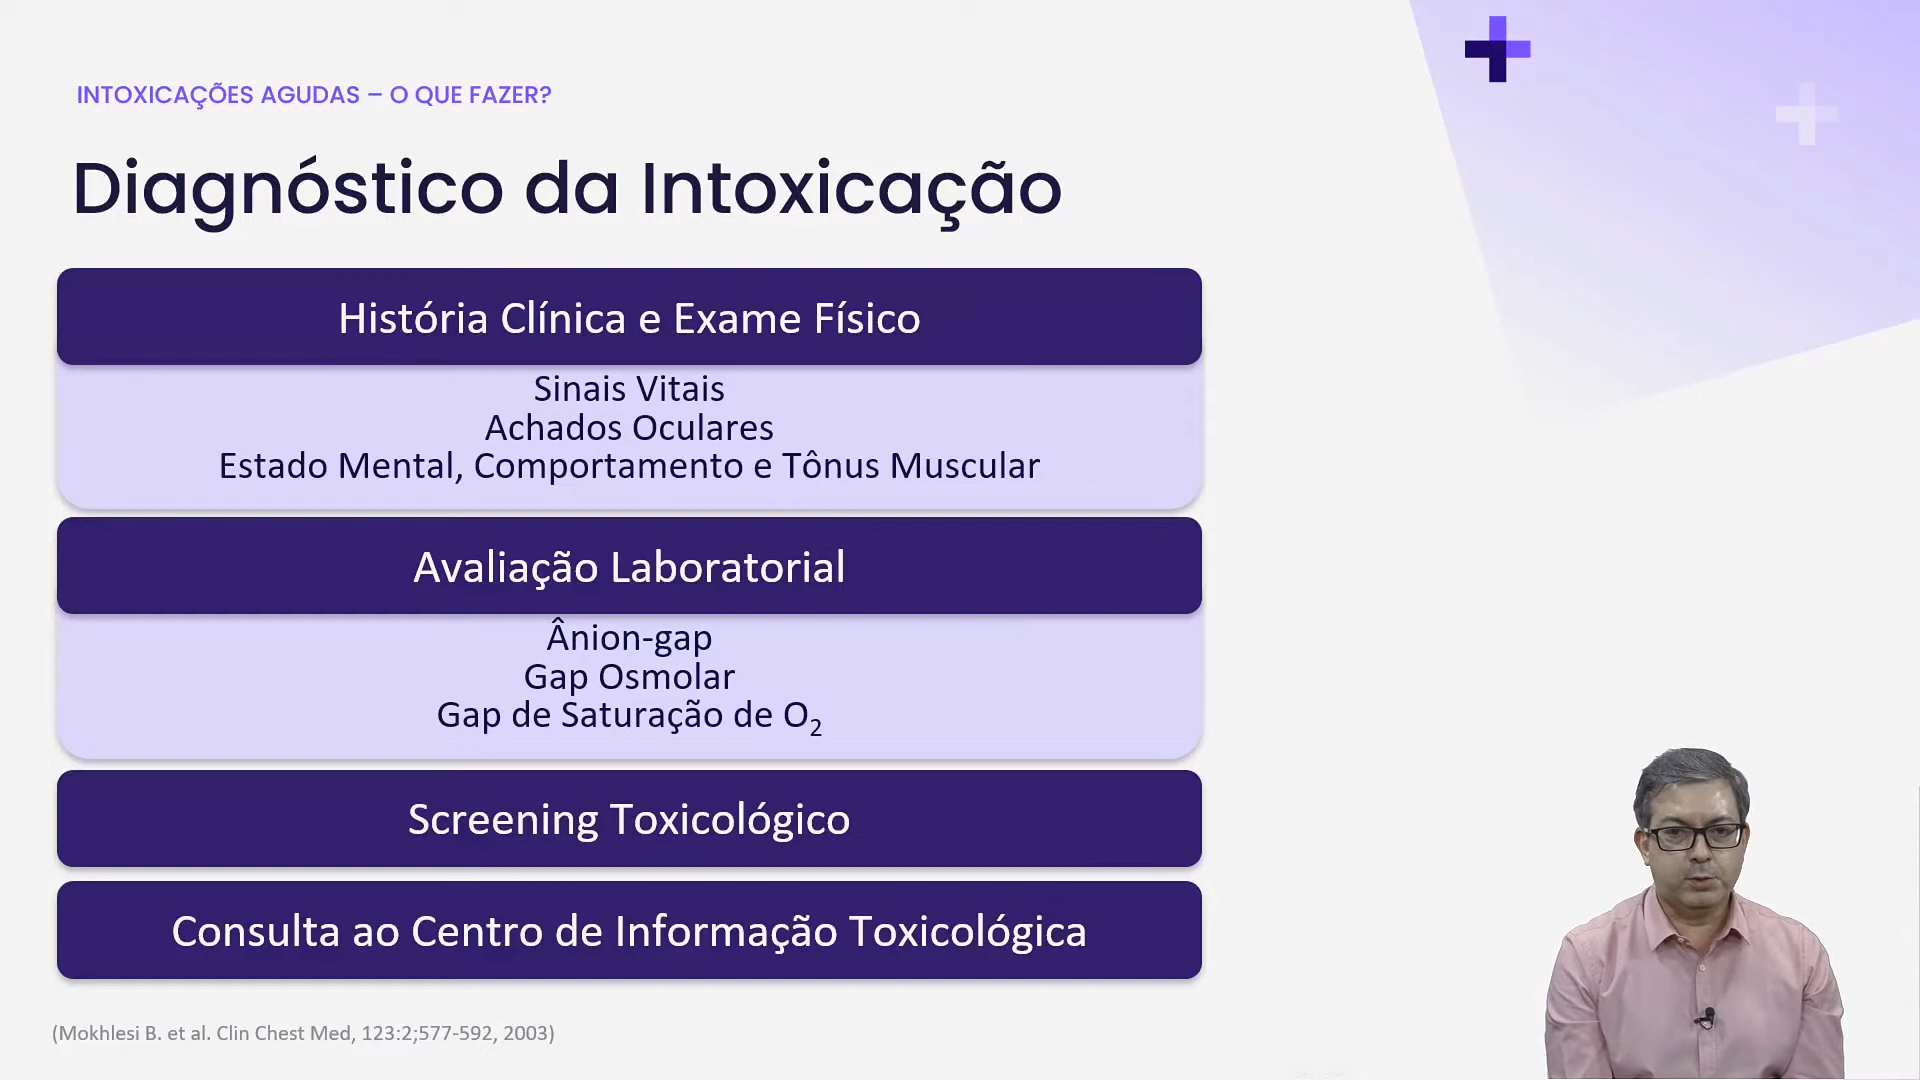 INTOXICAÇÕES AGUDAS – O QUE FAZER?
Diagnóstico da Intoxicação
História Clínica e Exame Físico
Sinais Vitais
Achados Oculares
Estado Mental, Comportamento e Tônus Muscular
Avaliação Laboratorial
Ânion-gap
Gap Osmolar
Gap de Saturação de O₂
Screening Toxicológico
Consulta ao Centro de Informação Toxicológica
(Mokhlesi B. et al. Clin Chest Med, 123:2;577-592, 2003)